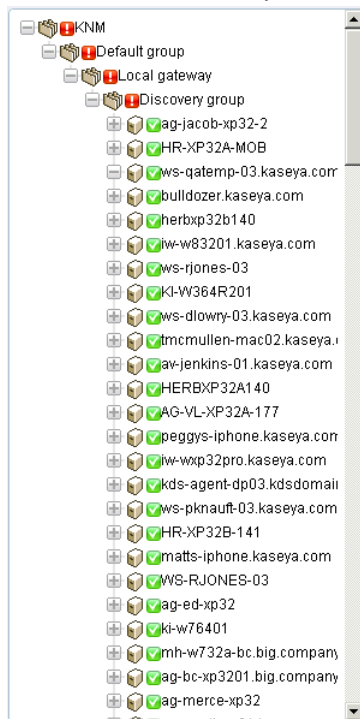 KNM
Default group
Local gateway
Discovery group
ag-jacob-xp32-2
HR-XP32A-MOB
ws-qatemp-03.kaseya.com
bulldozer.kaseya.com
herbxp32b140
iw-w83201.kaseya.com
ws-rjones-03
KI-W364R201
ws-dlowry-03.kaseya.com
tmcmullen-mac02.kaseya.
av-jenkins-01.kaseya.com
HERBXP32A140
AG-VL-XP32A-177
peggys-iphone.kaseya.com
iw-wxp32pro.kaseya.com
kds-agent-dp03.kdsdomai
ws-pknauft-03.kaseya.com
HR-XP32B-141
matts-iphone.kaseya.com
WS-RJONES-03
ag-ed-xp32
ki-w76401
mh-w732a-bc.big.company
ag-bc-xp3201.big.company
ag-merce-xp32